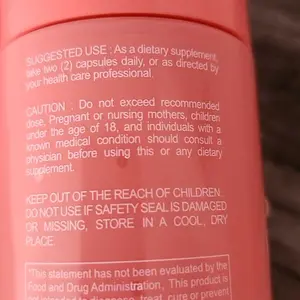 SUGGESTED USE : As a dietary supplement,
take two (2) capsules daily, or as directed by
your health care professional.
CAUTION : Do not exceed recommended
dose, Pregnant or nursing mothers, children
under the age of 18, and individuals with a
known medical condition should consult a
physician before using this or any dietary
supplement.
KEEP OUT OF THE REACH OF CHILDREN.
DO NOT USE IF SAFETY SEAL IS DAMAGED
OR MISSING, STORE IN A COOL, DRY
PLACE.
"The statement has not been evaluated by the
Food and Drug Administration, This product is
not intended to diagnose, treat, cure or prevent